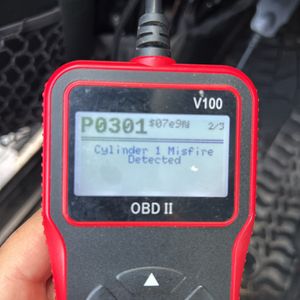 V100
P0301 $07e9N 2/3
Cylinder 1 Misfire
Detected
OBD II